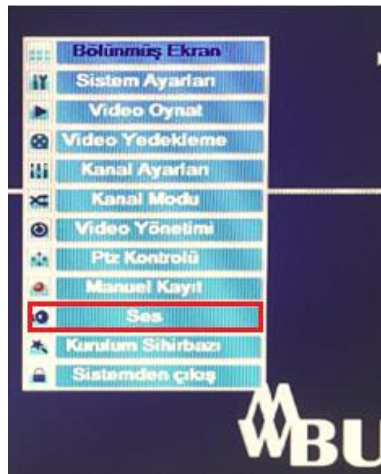 Bölünmüş Ekran
Sistem Ayarları
Video Oynat
Video Yedekleme
Kanal Ayarları
Kanal Modu
Video Yönetimi
Ptz Kontrolü
Manuel Kayıt
Ses
Kurulum Sihirbazı
Sistemden çıkış
BU